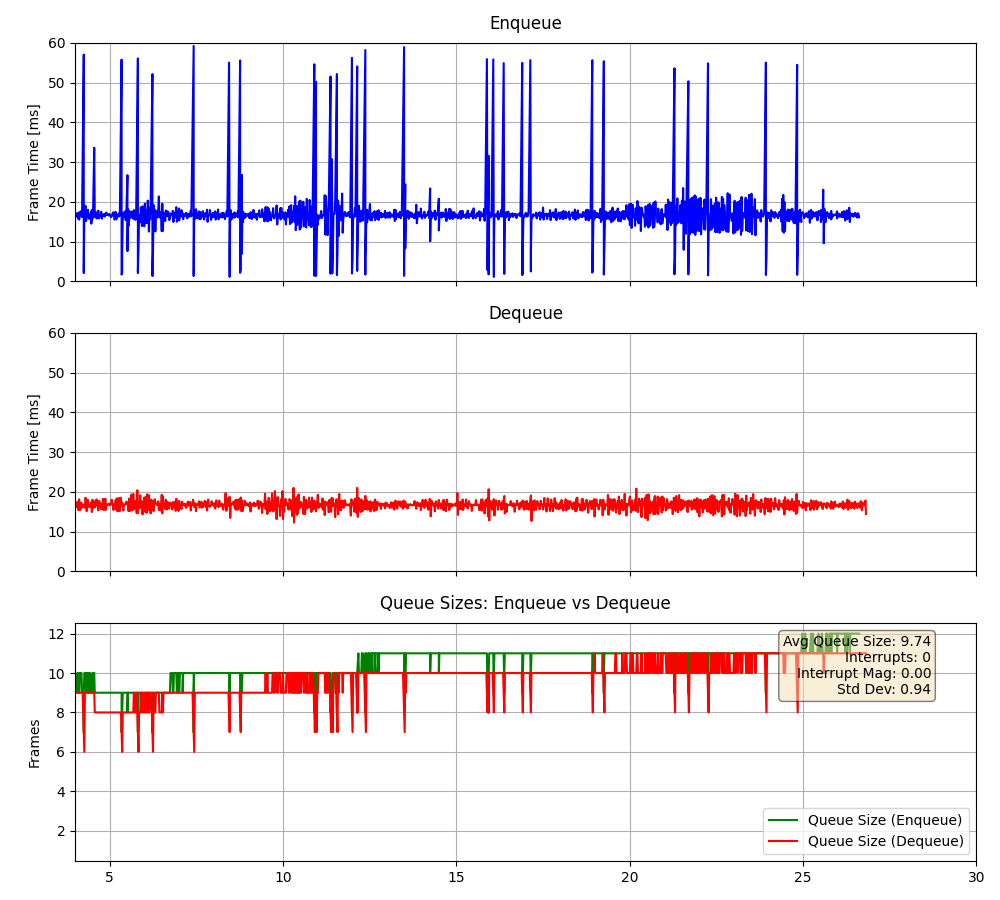 Enqueue
Frame Time [ms]
60
50
40
30
20
10
0
Dequeue
Frame Time [ms]
60
50
40
30
20
10
0
Queue Sizes: Enqueue vs Dequeue
Frames
12
10
8
6
4
2
Avg Queue Size: 9.74
Interrupts: 0
Interrupt Mag: 0.00
Std Dev: 0.94
Queue Size (Enqueue)
Queue Size (Dequeue)
5 10 15 20 25 30